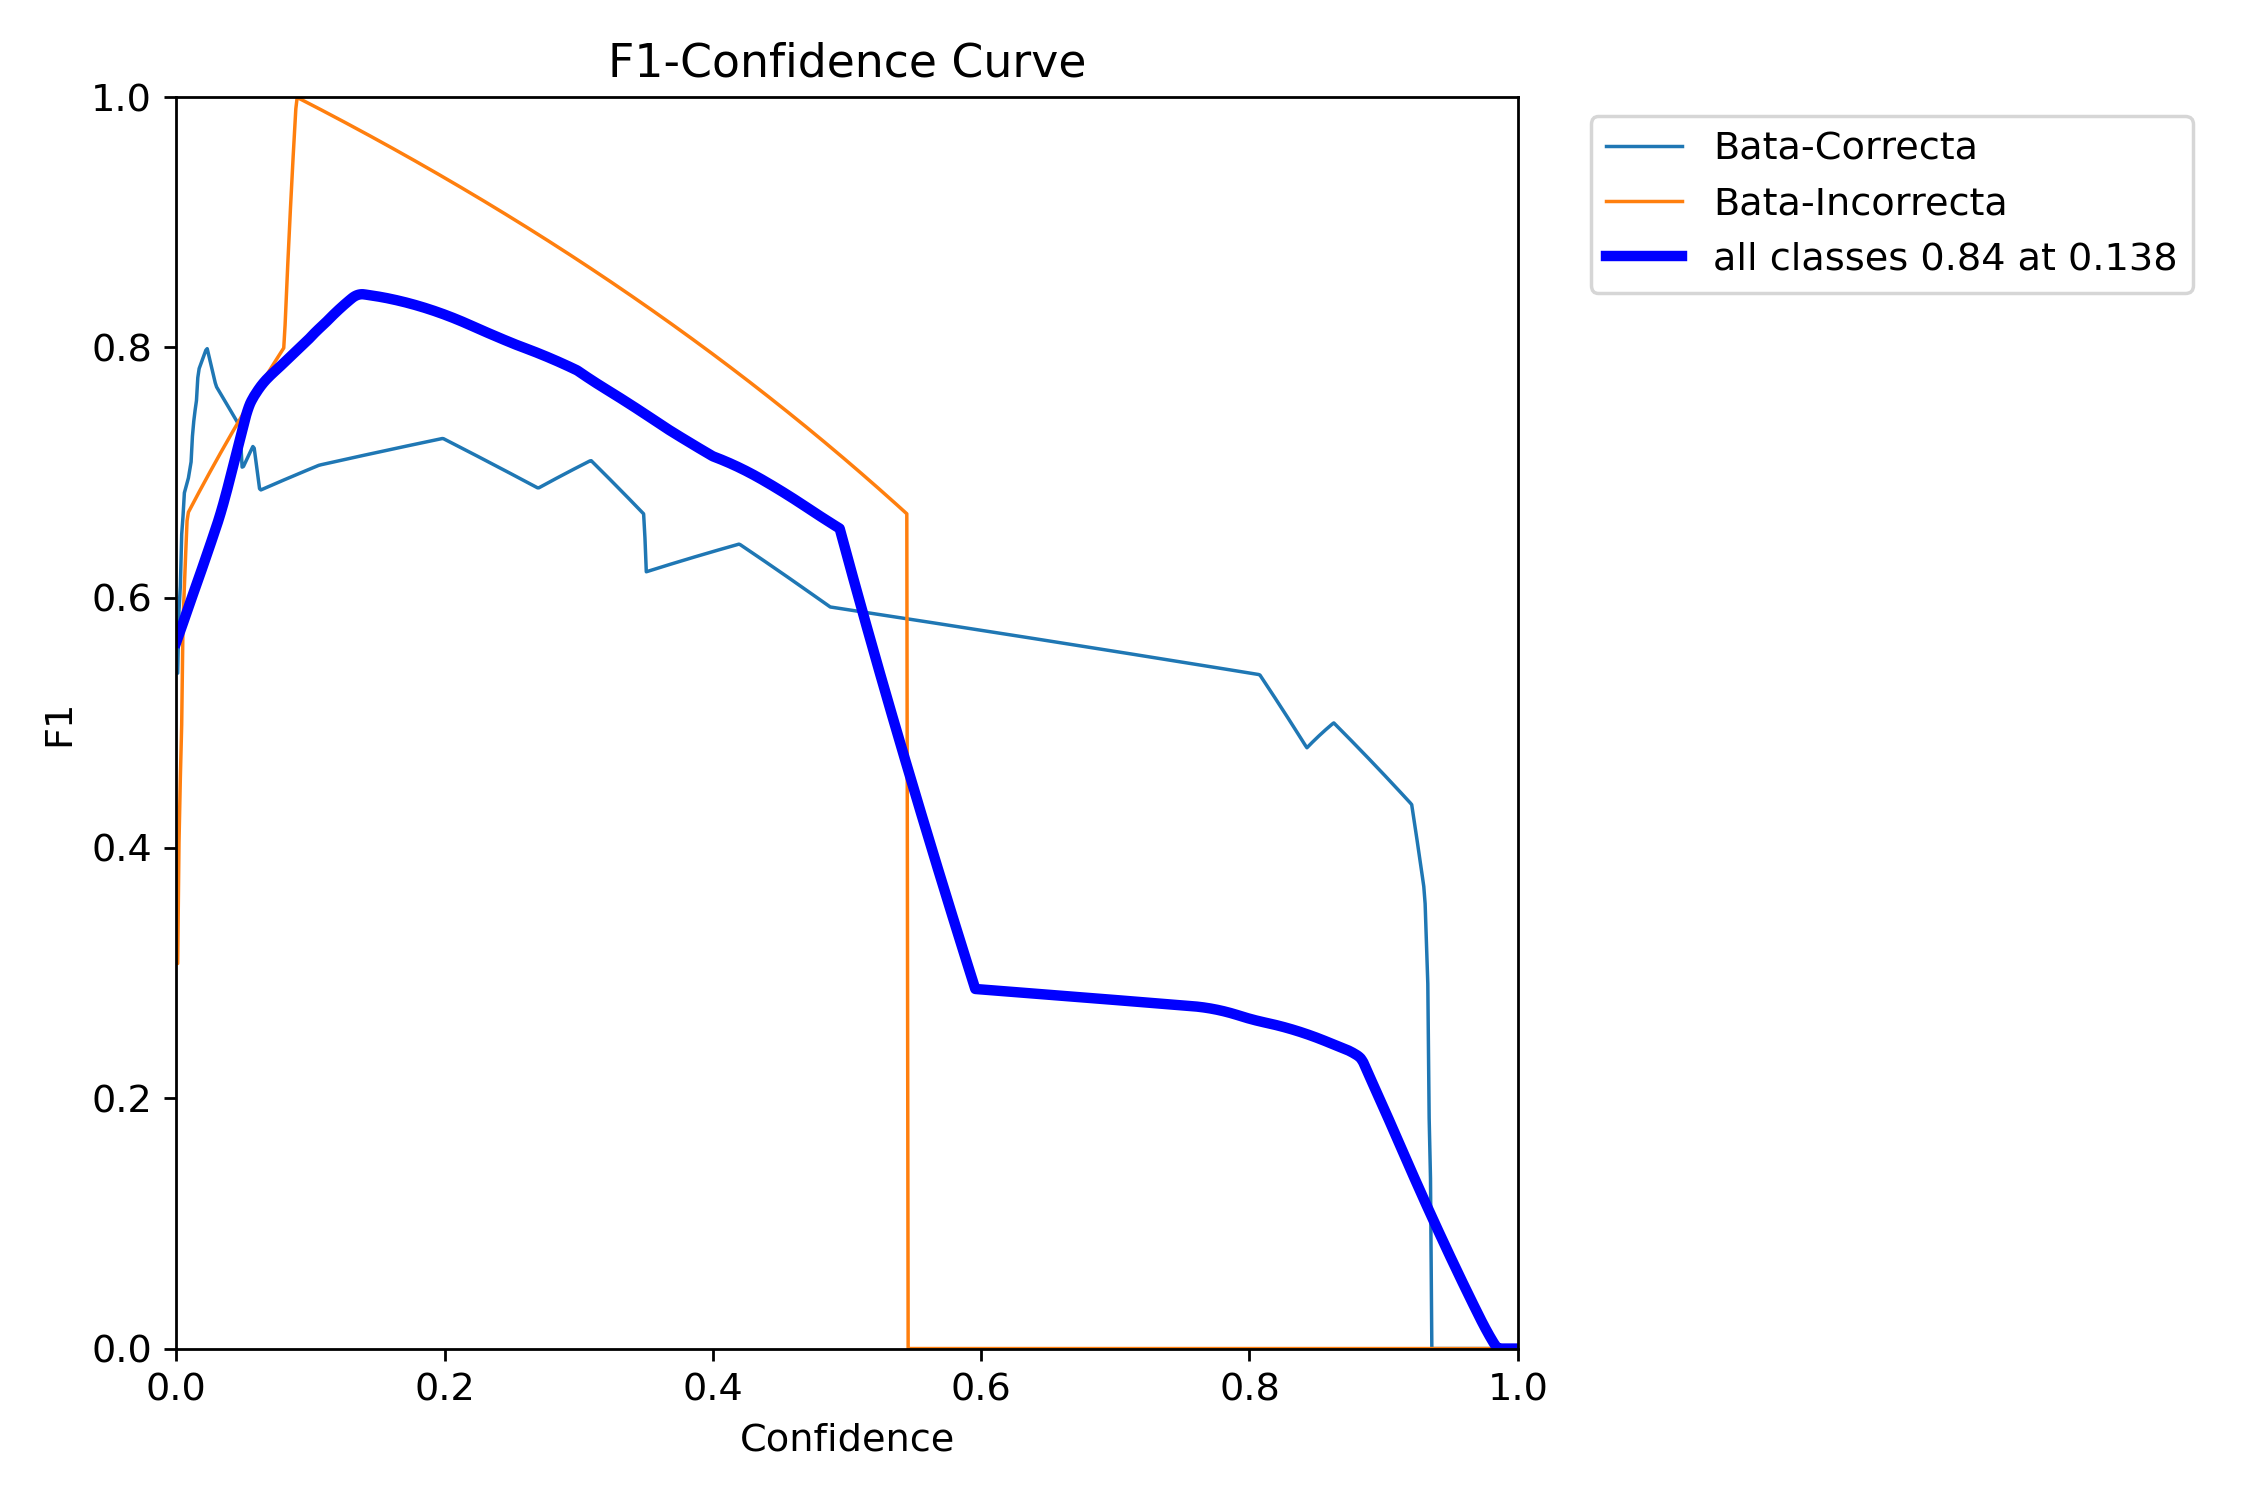 F1-Confidence Curve
1.0
0.8
0.6
0.4
0.2
0.0
F1
0.0 0.2 0.4 0.6 0.8 1.0
Confidence
Bata-Correcta
Bata-Incorrecta
all classes 0.84 at 0.138